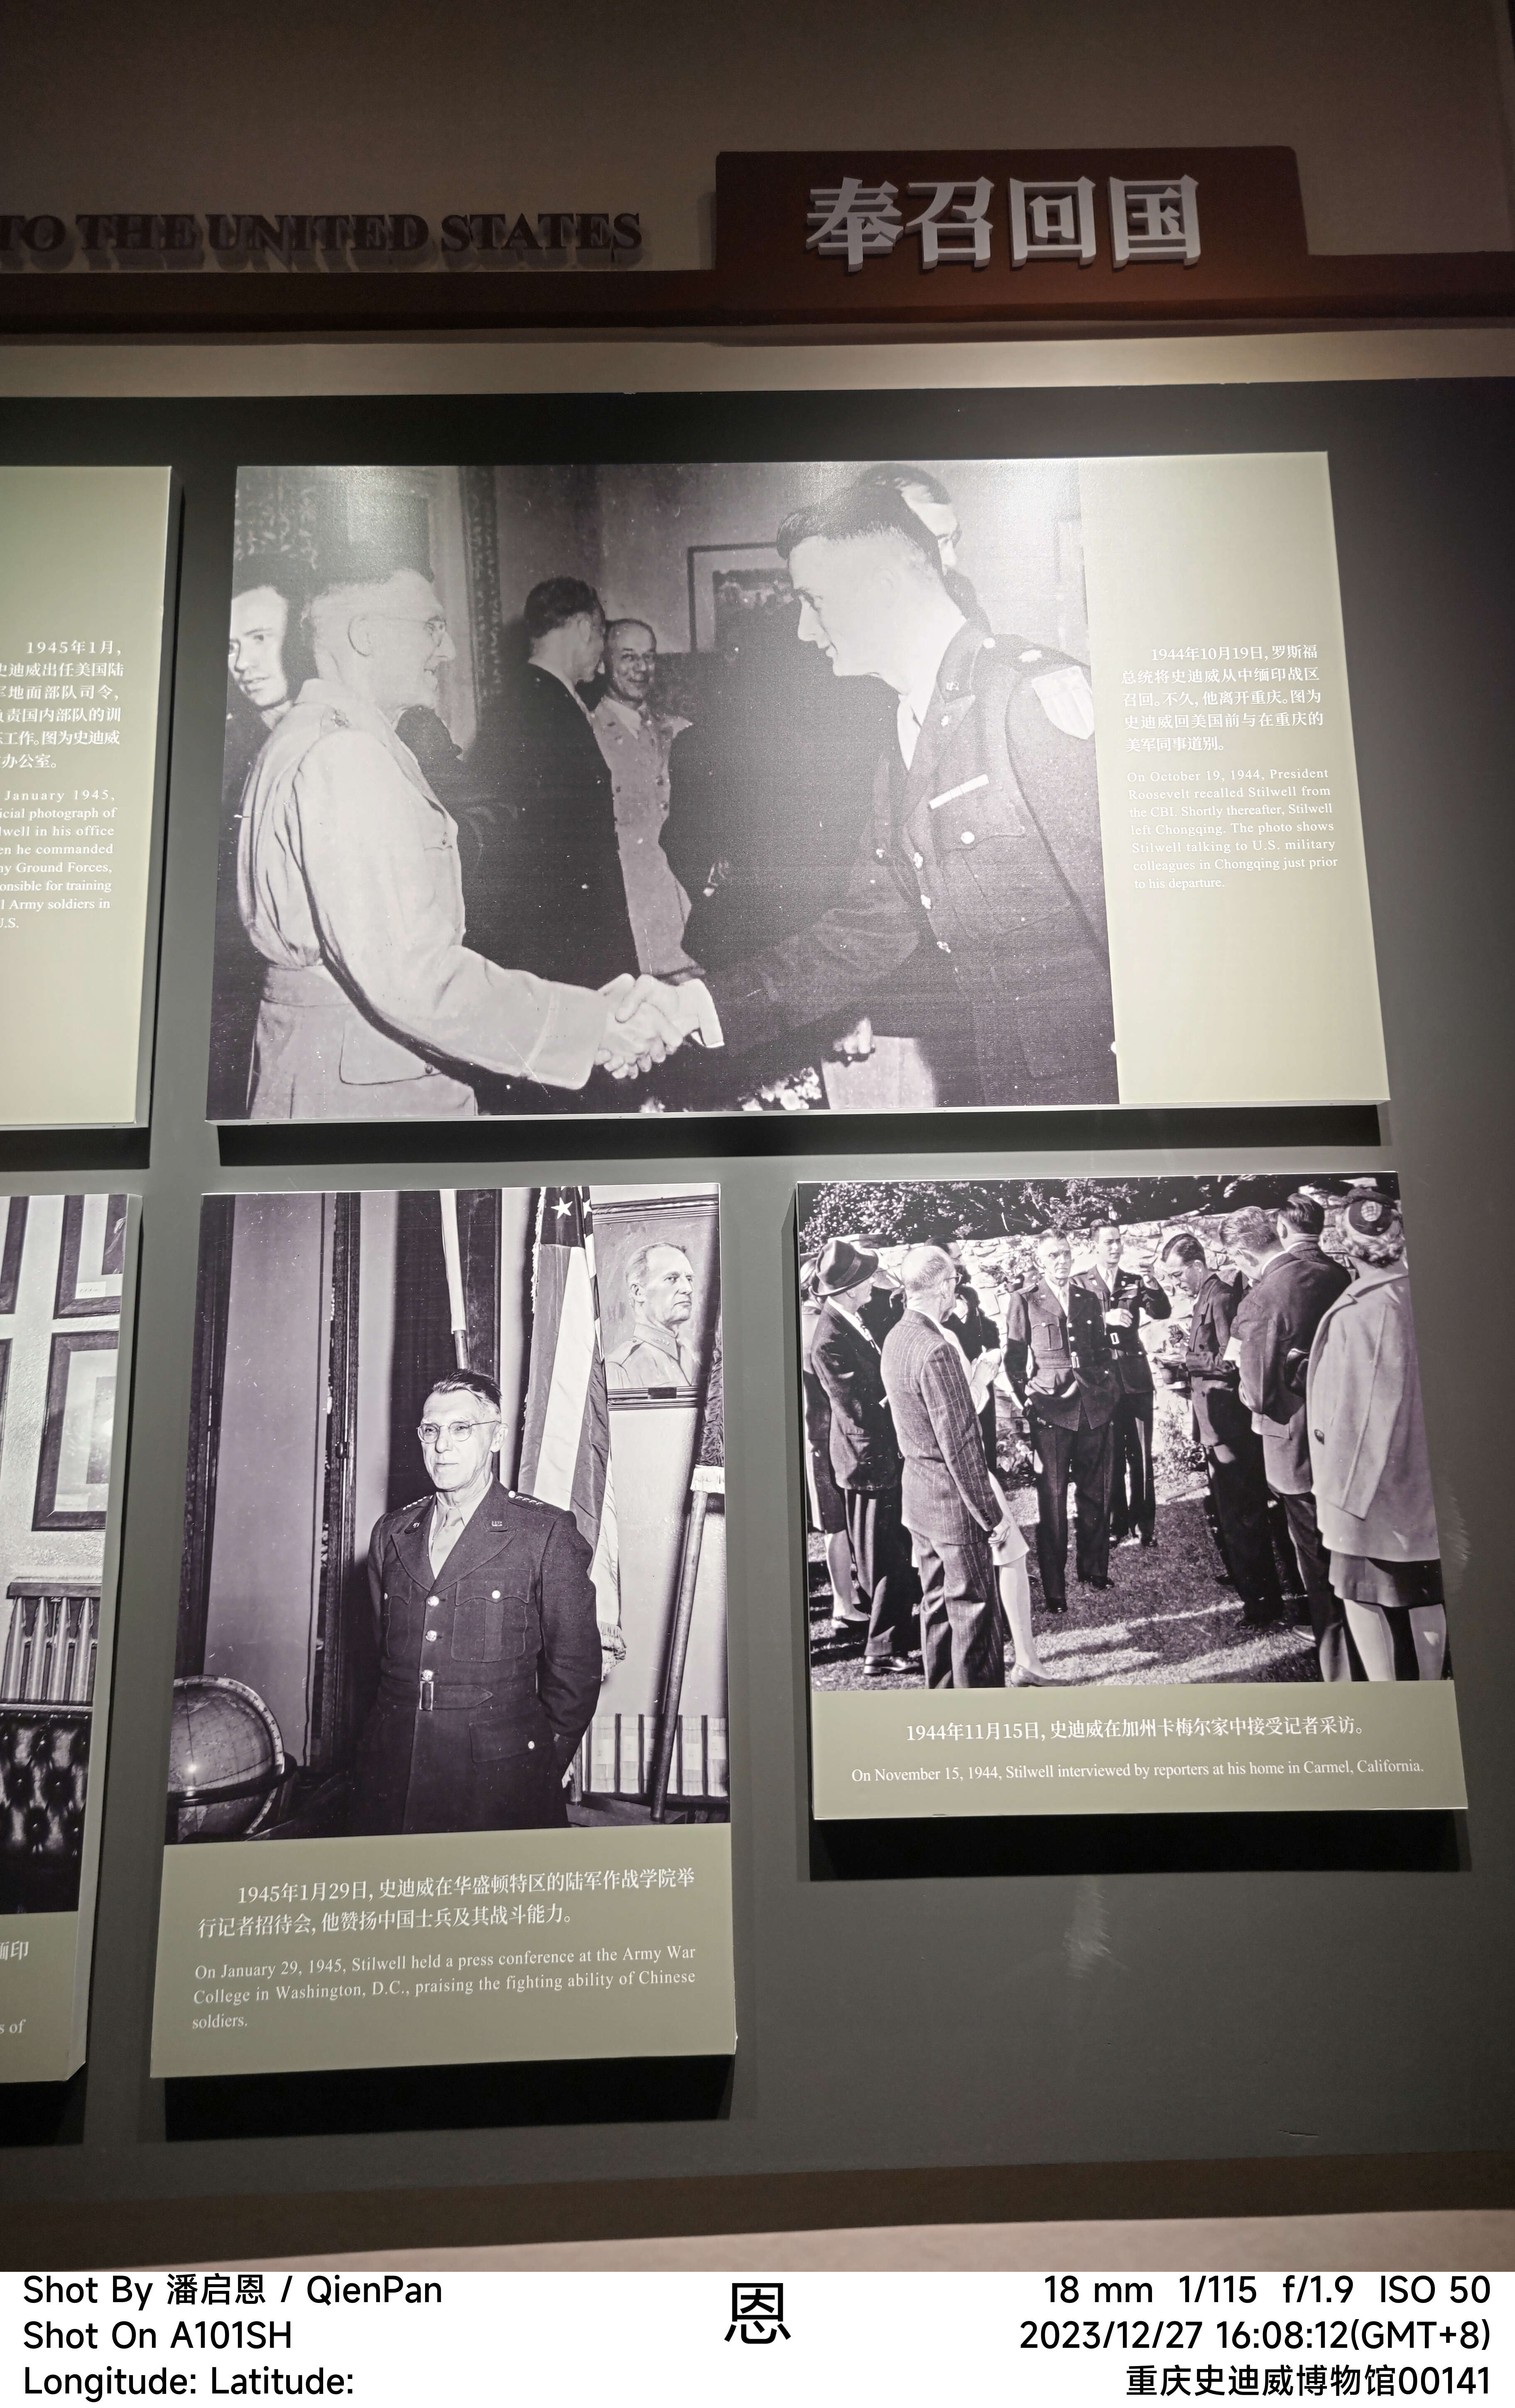 TO THE UNITED STATES
奉召回国
1945年1月,
史迪威出任美国陆
军地面部队司令,
负责国内部队的训
练工作。图为史迪威
办公室。
January 1945,
icial photograph of
lwell in his office
en he commanded
my Ground Forces,
onsible for training
l Army soldiers in
U.S.
1944年10月19日, 罗斯福
总统将史迪威从中缅印战区
召回。不久, 他离开重庆。图为
史迪威回美国前与在重庆的
美军同事道别。
On October 19, 1944, President
Roosevelt recalled Stilwell from
the CBI. Shortly thereafter, Stilwell
left Chongqing. The photo shows
Stilwell talking to U.S. military
colleagues in Chongqing just prior
to his departure.
缅印
s of
1945年1月29日, 史迪威在华盛顿特区的陆军作战学院举
行记者招待会, 他赞扬中国士兵及其战斗能力。
On January 29, 1945, Stilwell held a press conference at the Army War
College in Washington, D.C., praising the fighting ability of Chinese
soldiers.
1944年11月15日, 史迪威在加州卡梅尔家中接受记者采访。
On November 15, 1944, Stilwell interviewed by reporters at his home in Carmel, California.
Shot By 潘启恩 / QienPan
Shot On A101SH
Longitude: Latitude:
恩
18 mm 1/115 f/1.9 ISO 50
2023/12/27 16:08:12(GMT+8)
重庆史迪威博物馆00141